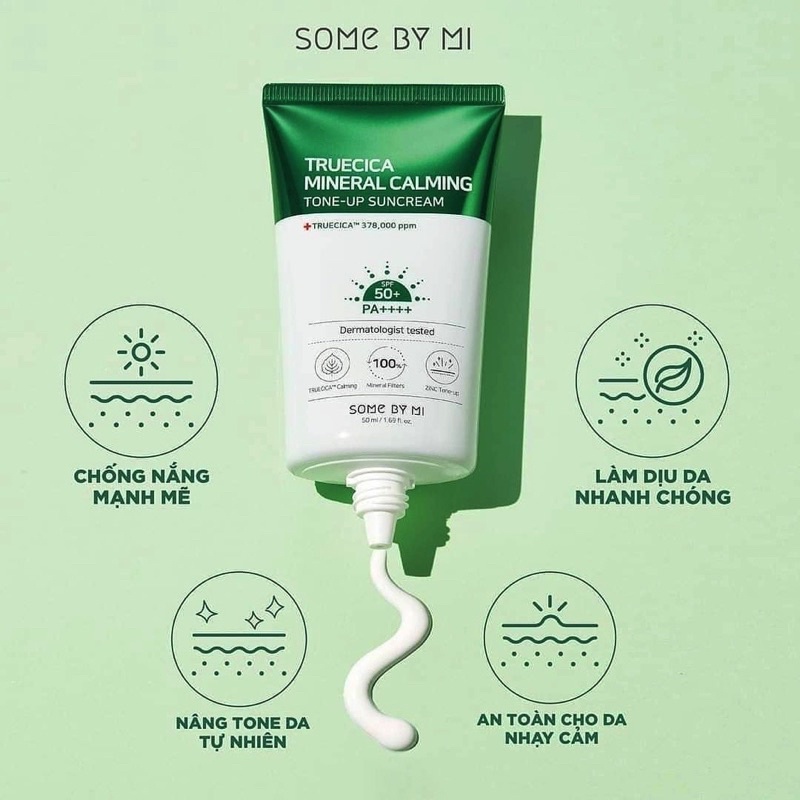 SOME BY MI
TRUECICA
MINERAL CALMING
TONE-UP SUNCREAM
TRUECICA™ 378,000 ppm
SPF
50+
PA++++
Dermatologist tested
100%
TRUECICA™ Calming
Mineral Filters
ZINC Tone-up
SOME BY MI
50 ml / 1.69 fl. oz.
CHỐNG NẮNG
MẠNH MẼ
LÀM DỊU DA
NHANH CHÓNG
NÂNG TONE DA
TỰ NHIÊN
AN TOÀN CHO DA
NHẠY CẢM